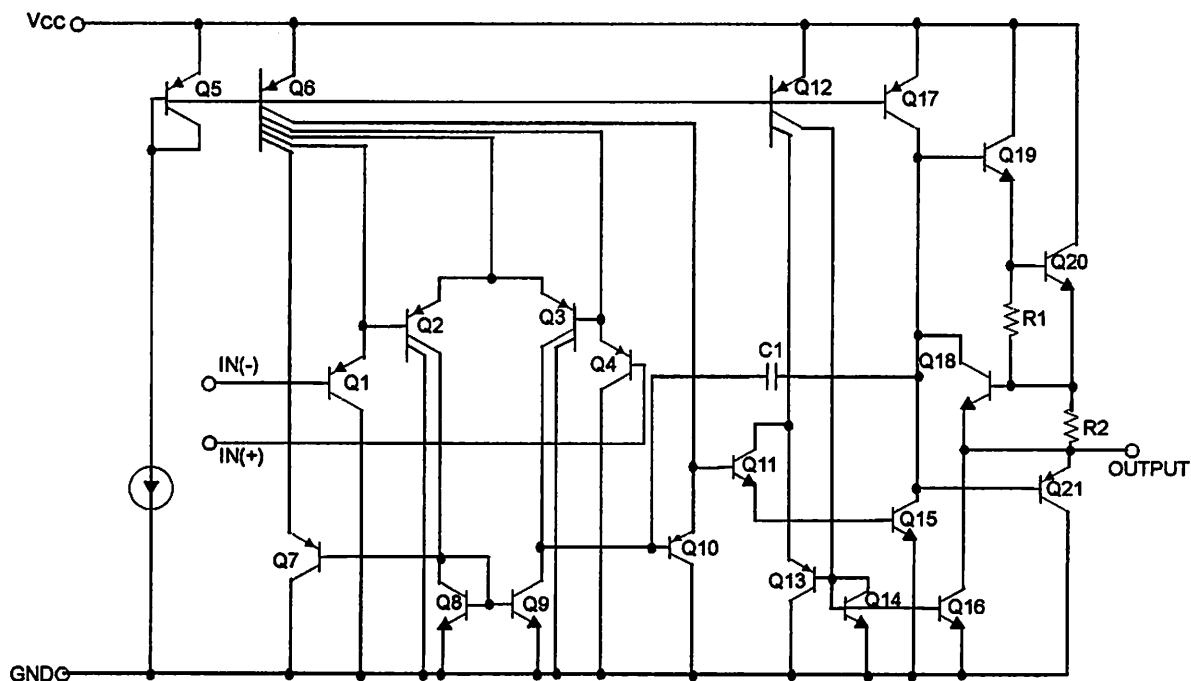 VCC
Q5
Q6
Q12
Q17
Q19
Q20
Q2
Q3
R1
Q4
C1
Q18
IN(-)
Q1
R2
IN(+)
OUTPUT
Q11
Q21
Q15
Q10
Q7
Q13
Q8
Q9
Q14
Q16
GND